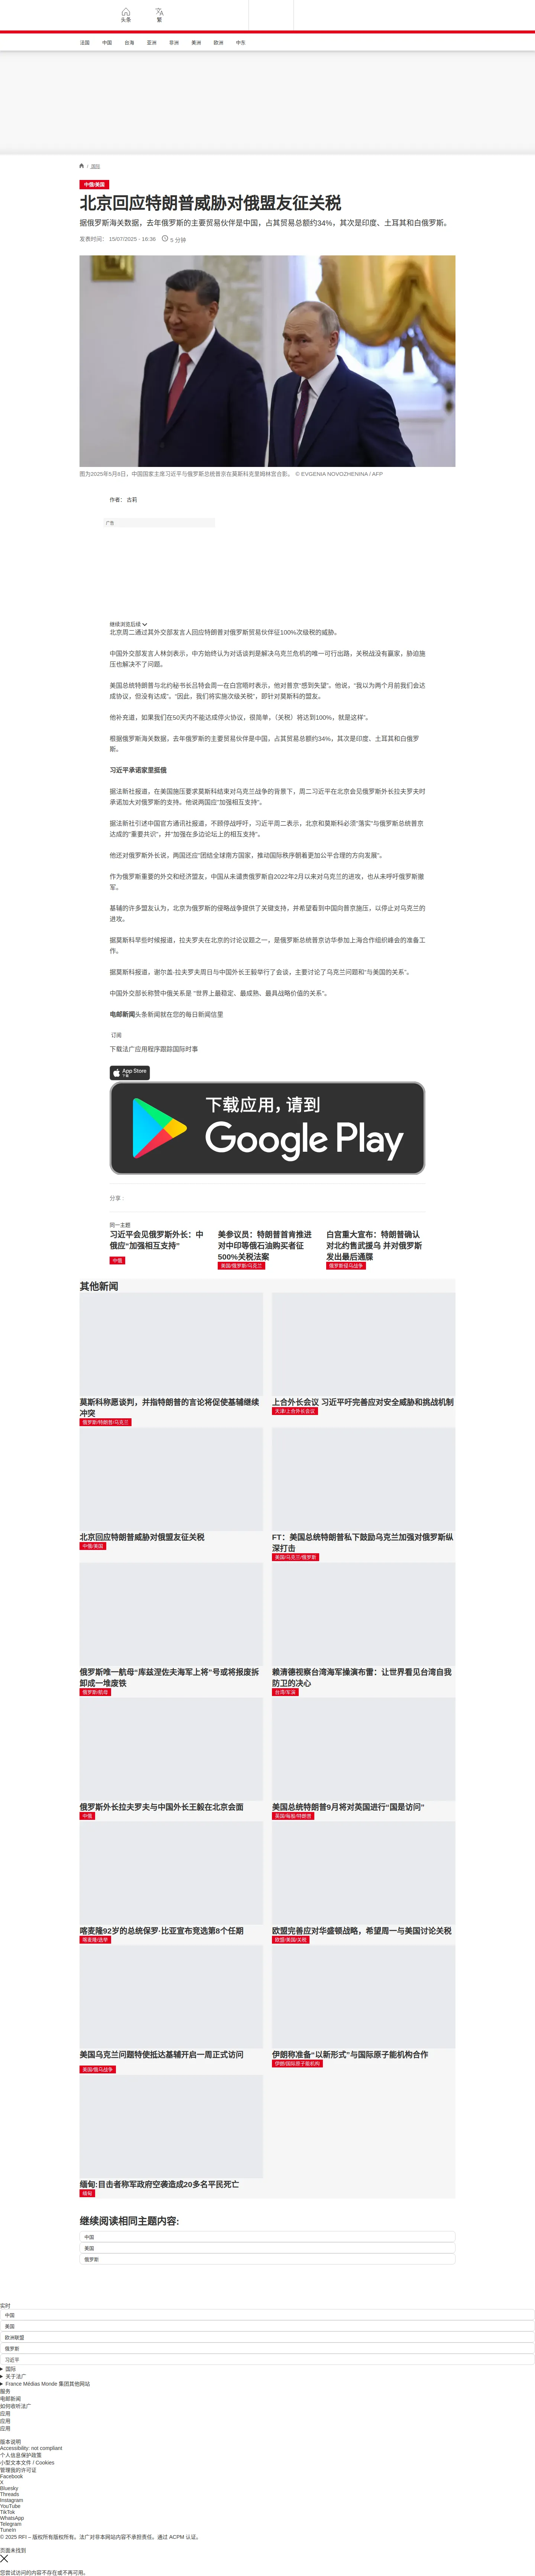 头条
繁
法国
中国
台海
亚洲
非洲
美洲
欧洲
中东
/ 国际
中俄/美国
北京回应特朗普威胁对俄盟友征关税
据俄罗斯海关数据，去年俄罗斯的主要贸易伙伴是中国，占其贸易总额约34%，其次是印度、土耳其和白俄罗斯。
发表时间： 15/07/2025 - 16:36
5 分钟
图为2025年5月8日，中国国家主席习近平与俄罗斯总统普京在莫斯科克里姆林宫合影。 © EVGENIA NOVOZHENINA / AFP
作者： 古莉
广告
继续浏览后续
北京周二通过其外交部发言人回应特朗普对俄罗斯贸易伙伴征100%次级税的威胁。
中国外交部发言人林剑表示，中方始终认为对话谈判是解决乌克兰危机的唯一可行出路，关税战没有赢家，胁迫施
压也解决不了问题。
美国总统特朗普与北约秘书长吕特会周一在白宫晤时表示，他对普京“感到失望”。他说，“我以为两个月前我们会达
成协议，但没有达成”。“因此，我们将实施次级关税”，即针对莫斯科的盟友。
他补充道，如果我们在50天内不能达成停火协议，很简单，（关税）将达到100%，就是这样”。
根据俄罗斯海关数据，去年俄罗斯的主要贸易伙伴是中国，占其贸易总额约34%，其次是印度、土耳其和白俄罗
斯。
习近平承诺家里挺俄
据法新社报道，在美国施压要求莫斯科结束对乌克兰战争的背景下，周二习近平在北京会见俄罗斯外长拉夫罗夫时
承诺加大对俄罗斯的支持。他说两国应“加强相互支持”。
据法新社引述中国官方通讯社报道，不顾停战呼吁，习近平周二表示，北京和莫斯科必须“落实”与俄罗斯总统普京
达成的“重要共识”，并“加强在多边论坛上的相互支持”。
他还对俄罗斯外长说，两国还应“团结全球南方国家，推动国际秩序朝着更加公平合理的方向发展”。
作为俄罗斯重要的外交和经济盟友，中国从未谴责俄罗斯自2022年2月以来对乌克兰的进攻，也从未呼吁俄罗斯撤
军。
基辅的许多盟友认为，北京为俄罗斯的侵略战争提供了关键支持，并希望看到中国向普京施压，以停止对乌克兰的
进攻。
据莫斯科早些时候报道，拉夫罗夫在北京的讨论议题之一，是俄罗斯总统普京访华参加上海合作组织峰会的准备工
作。
据莫斯科报道，谢尔盖-拉夫罗夫周日与中国外长王毅举行了会谈，主要讨论了乌克兰问题和“与美国的关系”。
中国外交部长称赞中俄关系是 “世界上最稳定、最成熟、最具战略价值的关系”。
电邮新闻头条新闻就在您的每日新闻信里
订阅
下载法广应用程序跟踪国际时事
App Store
下载应用，请到
Google Play
分享 :
同一主题
习近平会见俄罗斯外长：中
俄应“加强相互支持”
中俄
美参议员：特朗普首肯推进
对中印等俄石油购买者征
500%关税法案
美国/俄罗斯/乌克兰
白宫重大宣布：特朗普确认
对北约售武援乌 并对俄罗斯
发出最后通牒
俄罗斯侵乌战争
其他新闻
莫斯科称愿谈判，并指特朗普的言论将促使基辅继续
冲突
俄罗斯/特朗普/乌克兰
上合外长会议 习近平吁完善应对安全威胁和挑战机制
天津/上合外长会议
北京回应特朗普威胁对俄盟友征关税
中俄/美国
FT：美国总统特朗普私下鼓励乌克兰加强对俄罗斯纵
深打击
美国/乌克兰/俄罗斯
俄罗斯唯一航母“库兹涅佐夫海军上将”号或将报废拆
卸成一堆废铁
俄罗斯/航母
赖清德视察台湾海军操演布雷：让世界看见台湾自我
防卫的决心
台湾/军演
俄罗斯外长拉夫罗夫与中国外长王毅在北京会面
中俄
美国总统特朗普9月将对英国进行“国是访问”
英国/每般/特朗普
喀麦隆92岁的总统保罗·比亚宣布竞选第8个任期
喀麦隆/选举
欧盟完善应对华盛顿战略，希望周一与美国讨论关税
欧盟/美国/关税
美国乌克兰问题特使抵达基辅开启一周正式访问
美国/俄乌战争
伊朗称准备“以新形式”与国际原子能机构合作
伊朗/国际原子能机构
缅甸:目击者称军政府空袭造成20多名平民死亡
缅甸
继续阅读相同主题内容:
中国
美国
俄罗斯
实时
中国
美国
欧洲联盟
俄罗斯
习近平
国际
关于法广
France Médias Monde 集团其他网站
服务
电邮新闻
如何收听法广
应用
应用
应用
版本说明
Accessibility: not compliant
个人信息保护政策
小型文本文件 / Cookies
管理我的许可证
Facebook
X
Bluesky
Threads
Instagram
YouTube
TikTok
WhatsApp
Telegram
TuneIn
© 2025 RFI – 版权所有版权所有。法广对非本网站内容不承担责任。通过 ACPM 认证。
页面未找到
您尝试访问的内容不存在或不再可用。